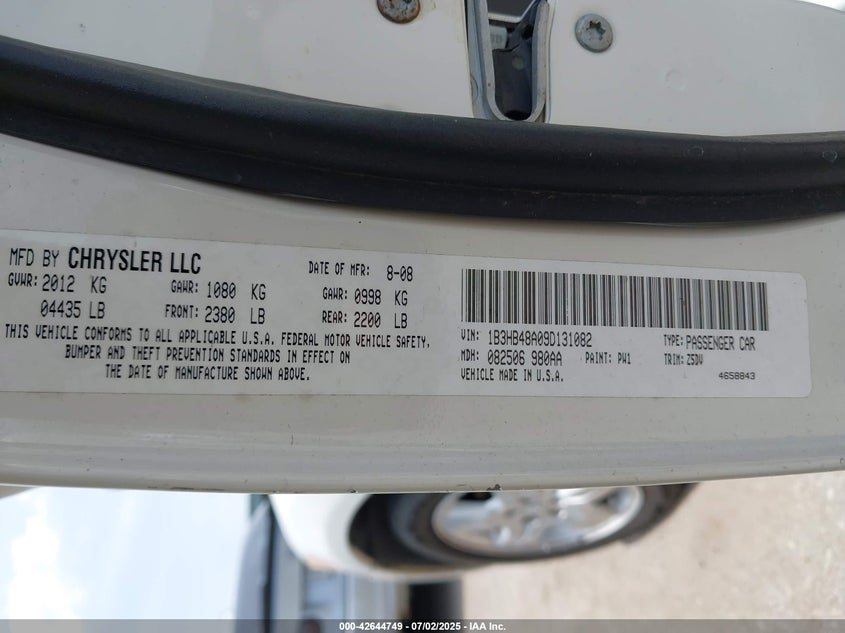 MFD BY CHRYSLER LLC
DATE OF MFR: 8-08
GVWR: 2012 KG GAWR: 1080 KG GAWR: 0998 KG
04435 LB FRONT: 2380 LB REAR: 2200 LB
THIS VEHICLE CONFORMS TO ALL APPLICABLE U.S.A. FEDERAL MOTOR VEHICLE SAFETY,
BUMPER AND THEFT PREVENTION STANDARDS IN EFFECT ON
THE DATE OF MANUFACTURE SHOWN ABOVE.
VIN: 1B3HB48A09D131082 TYPE: PASSENGER CAR
MDH: 082506 980AA PAINT: PW1 TRIM: Z5DV
VEHICLE MADE IN U.S.A. 4658843
000-42644749 - 07/02/2025 - IAA Inc.